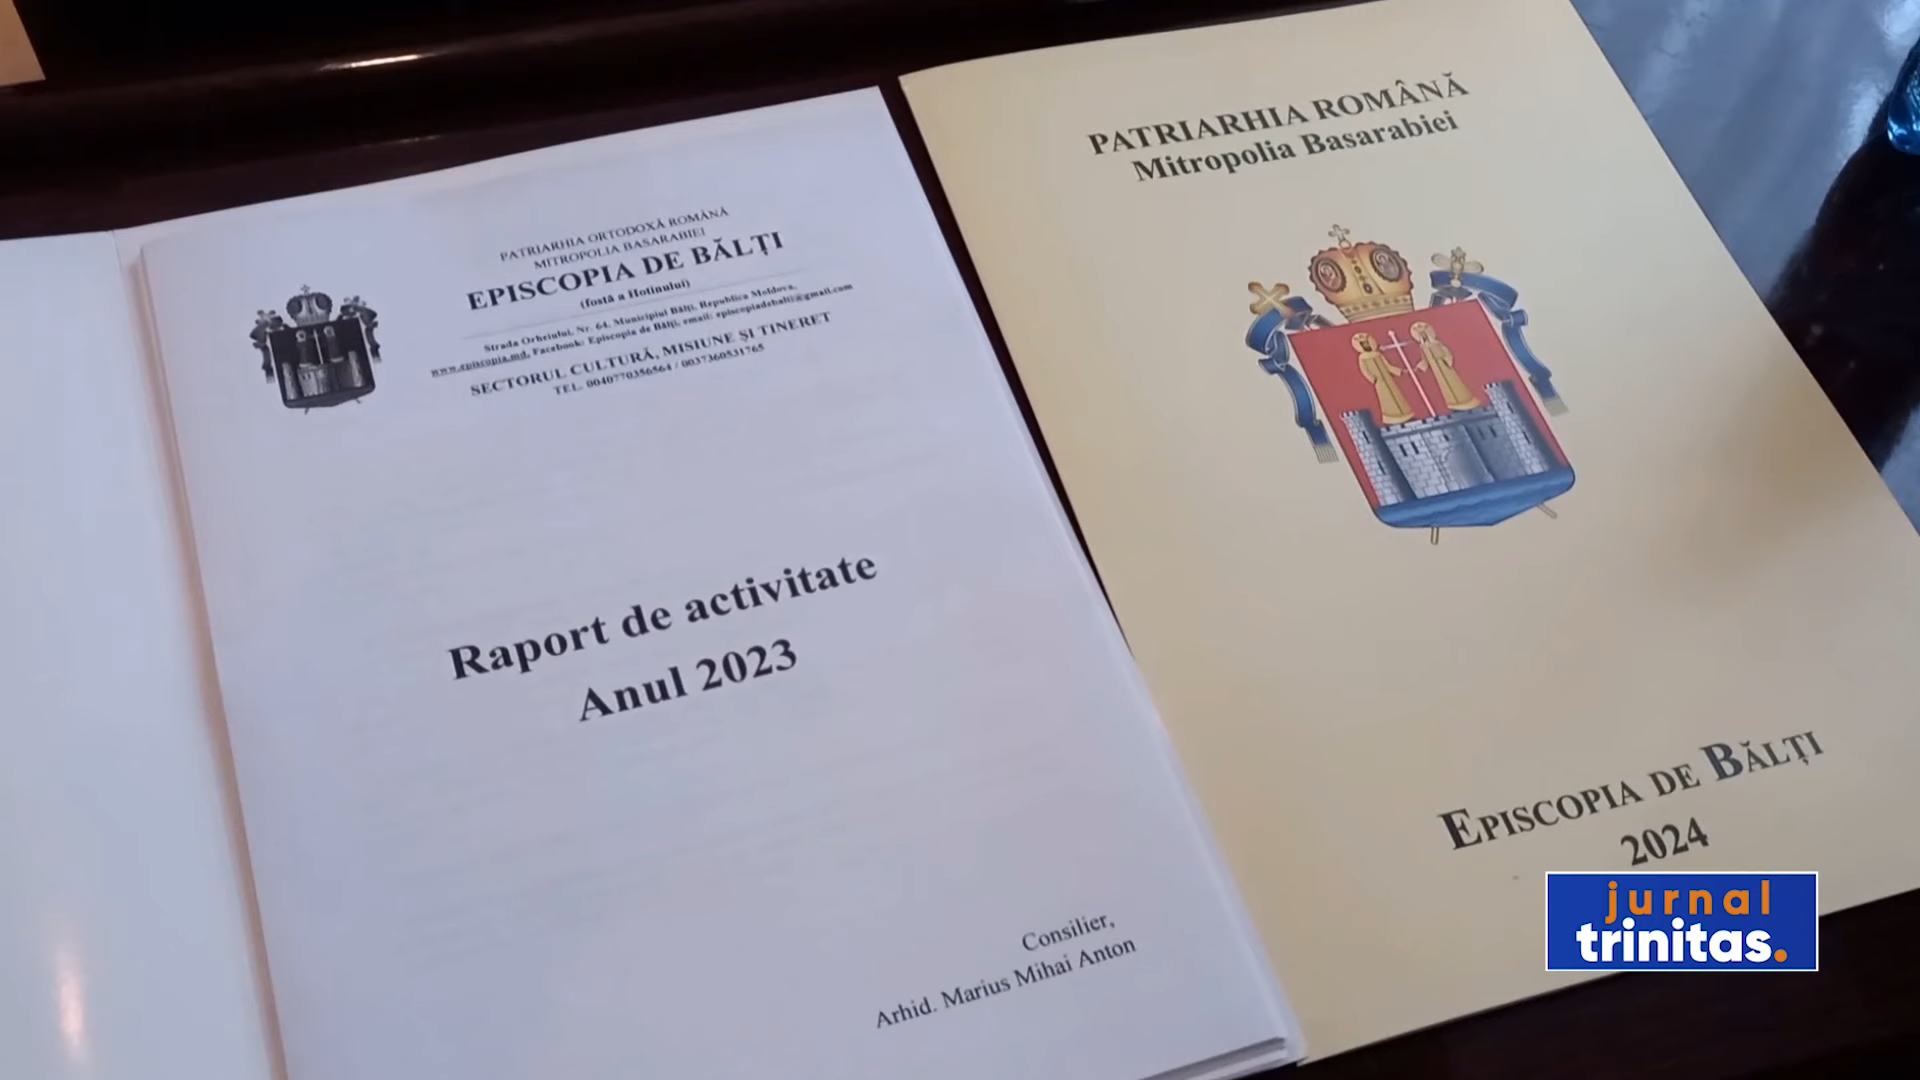 PATRIARHIA ORTODOXĂ ROMÂNĂ
MITROPOLIA BASARABIEI
EPISCOPIA DE BĂLȚI
(fostă a Hotinului)
Strada Orheiului, Nr. 64, Municipiul Bălți, Republica Moldova,
www.episcopia.md, Facebook: Episcopia de Bălți, email: episcopiadebalti@gmail.com
SECTORUL CULTURĂ, MISIUNE ȘI TINERET
TEL. 0040770356564 / 0037360531765
Raport de activitate
Anul 2023
Consilier,
Arhid. Marius Mihai Anton
PATRIARHIA ROMÂNĂ
Mitropolia Basarabiei
EPISCOPIA DE BĂLȚI
2024
jurnal
trinitas.